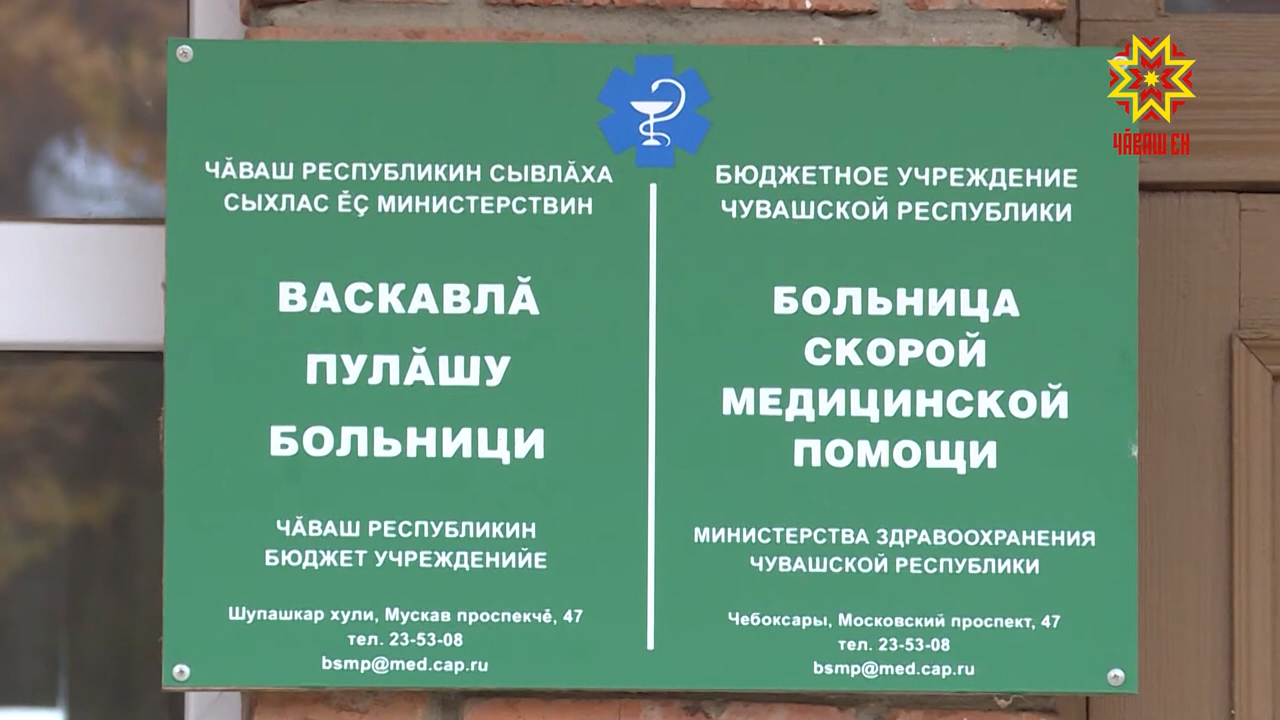 ЧӐВАШ ЕН
ЧӐВАШ РЕСПУБЛИКИН СЫВЛӐХА
СЫХЛАС ӖҪ МИНИСТЕРСТВИН
ВАСКАВЛӐ
ПУЛӐШУ
БОЛЬНИЦИ
ЧӐВАШ РЕСПУБЛИКИН
БЮДЖЕТ УЧРЕЖДЕНИЙЕ
Шупашкар хули, Мускав проспекчӗ, 47
тел. 23-53-08
bsmp@med.cap.ru
БЮДЖЕТНОЕ УЧРЕЖДЕНИЕ
ЧУВАШСКОЙ РЕСПУБЛИКИ
БОЛЬНИЦА
СКОРОЙ
МЕДИЦИНСКОЙ
ПОМОЩИ
МИНИСТЕРСТВА ЗДРАВООХРАНЕНИЯ
ЧУВАШСКОЙ РЕСПУБЛИКИ
Чебоксары, Московский проспект, 47
тел. 23-53-08
bsmp@med.cap.ru